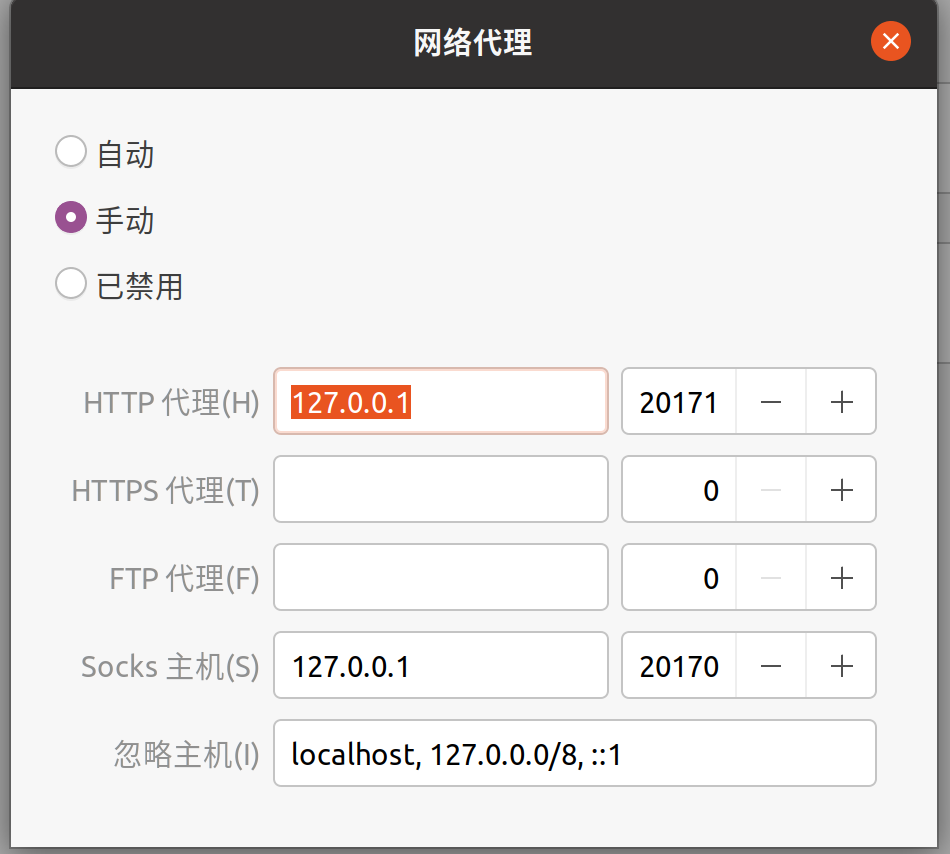 网络代理
自动
手动
已禁用
HTTP 代理(H) 127.0.0.1 20171
HTTPS 代理(T) 0
FTP 代理(F) 0
Socks 主机(S) 127.0.0.1 20170
忽略主机(I) localhost, 127.0.0.0/8, ::1